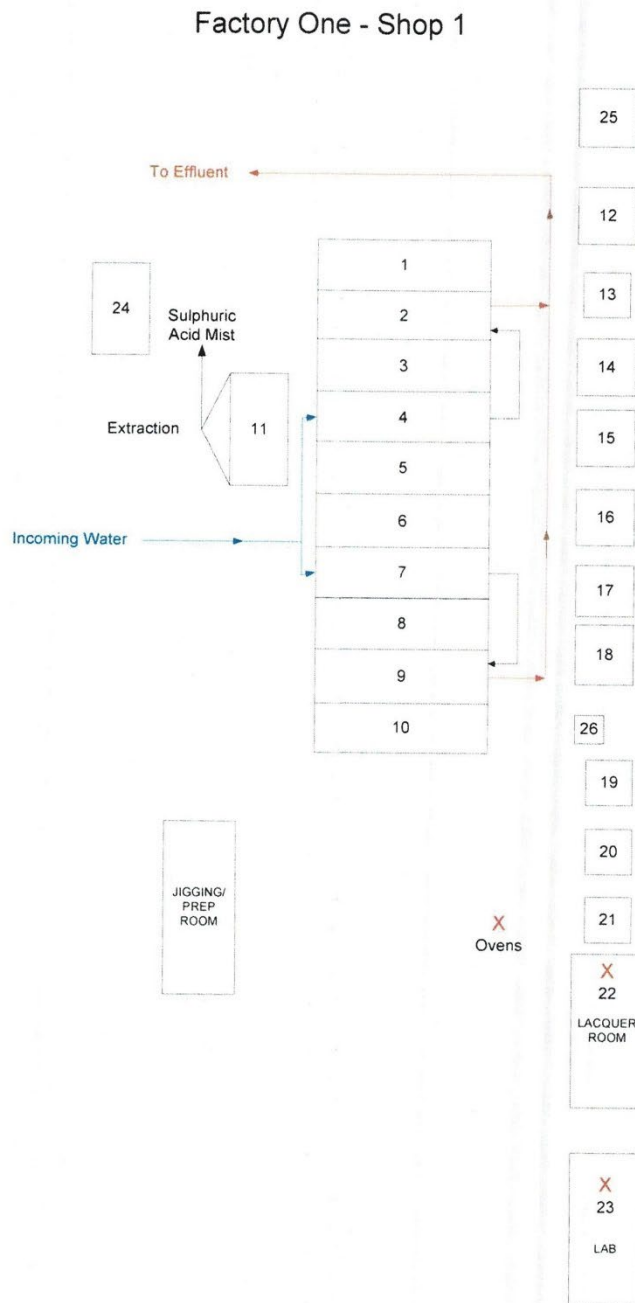 Factory One - Shop 1
25
To Effluent
12
1
24
Sulphuric
Acid Mist
2
13
3
14
4
Extraction
11
15
5
6
16
Incoming Water
7
17
8
18
9
10
26
19
20
JIGGING/
PREP
ROOM
21
X
Ovens
X
22
LACQUER
ROOM
X
23
LAB